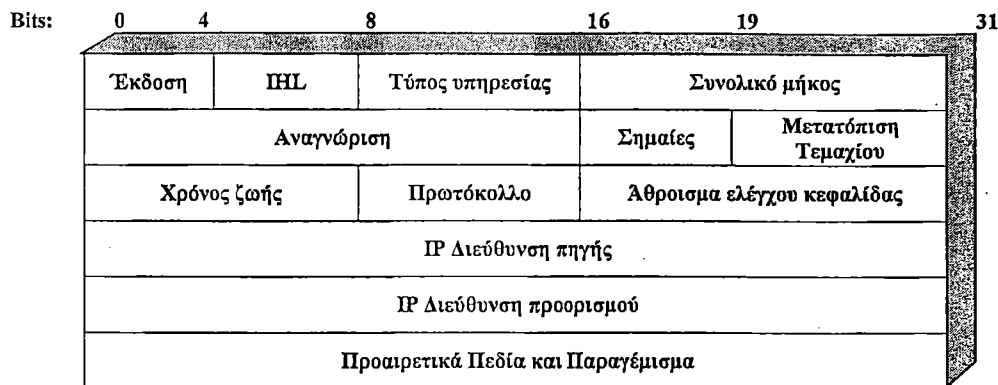 Bits: 0 4 8 16 19 31
Έκδοση IHL Τύπος υπηρεσίας Συνολικό μήκος
Αναγνώριση Σημαίες Μετατόπιση
Τεμαχίου
Χρόνος ζωής Πρωτόκολλο Άθροισμα ελέγχου κεφαλίδας
IP Διεύθυνση πηγής
IP Διεύθυνση προορισμού
Προαιρετικά Πεδία και Παραγέμισμα